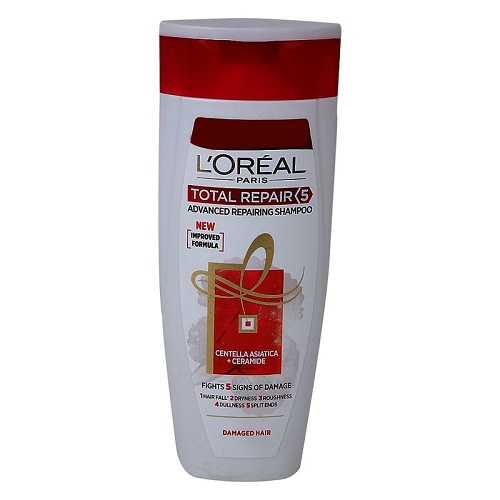 L'ORÉAL
PARIS
TOTAL REPAIR 5
ADVANCED REPAIRING SHAMPOO
NEW
IMPROVED
FORMULA
CENTELLA ASIATICA
+ CERAMIDE
FIGHTS 5 SIGNS OF DAMAGE
1 HAIR FALL* 2 DRYNESS 3 ROUGHNESS
4 DULLNESS 5 SPLIT ENDS
DAMAGED HAIR